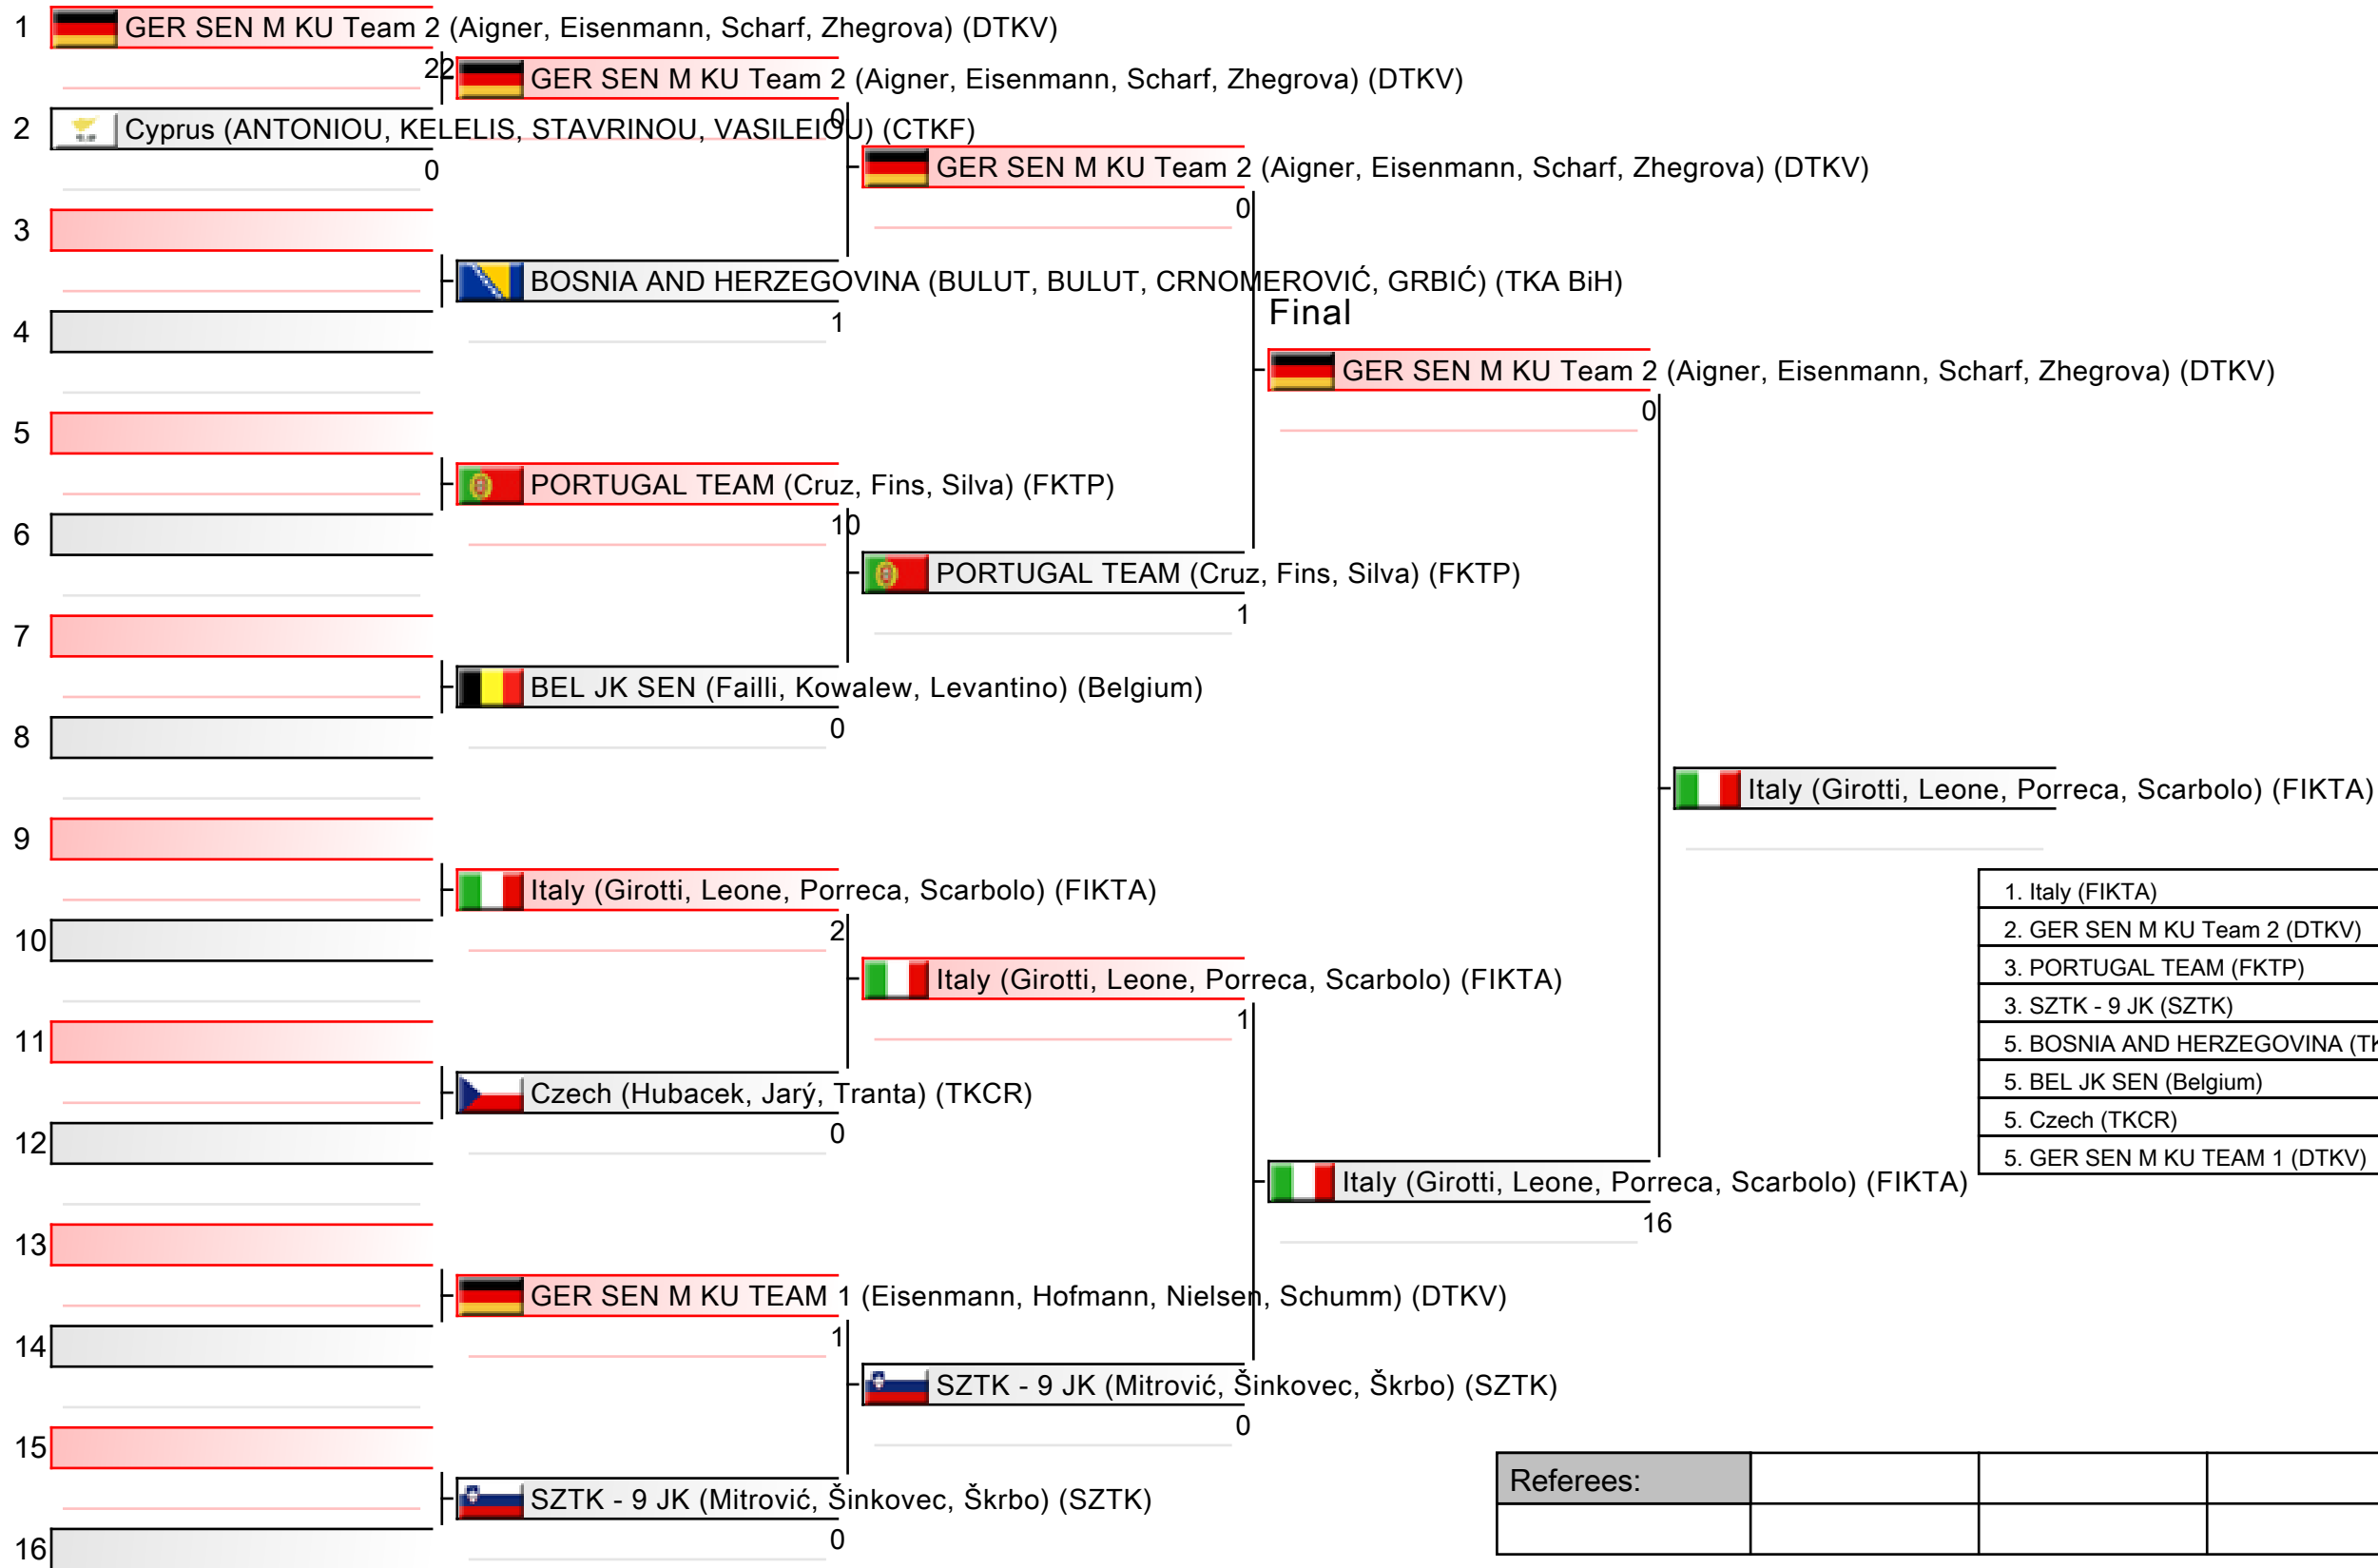 1 GER SEN M KU Team 2 (Aigner, Eisenmann, Scharf, Zhegrova) (DTKV)
22
GER SEN M KU Team 2 (Aigner, Eisenmann, Scharf, Zhegrova) (DTKV)
0
2 Cyprus (ANTONIOU, KELELIS, STAVRINOU, VASILEIOU) (CTKF)
0
GER SEN M KU Team 2 (Aigner, Eisenmann, Scharf, Zhegrova) (DTKV)
0
3
BOSNIA AND HERZEGOVINA (BULUT, BULUT, CRNOMEROVIĆ, GRBIĆ) (TKA BiH)
1
4
Final
GER SEN M KU Team 2 (Aigner, Eisenmann, Scharf, Zhegrova) (DTKV)
0
5
PORTUGAL TEAM (Cruz, Fins, Silva) (FKTP)
10
6
PORTUGAL TEAM (Cruz, Fins, Silva) (FKTP)
1
7
BEL JK SEN (Failli, Kowalew, Levantino) (Belgium)
0
8
Italy (Girotti, Leone, Porreca, Scarbolo) (FIKTA)
9
Italy (Girotti, Leone, Porreca, Scarbolo) (FIKTA)
2
10
Italy (Girotti, Leone, Porreca, Scarbolo) (FIKTA)
1
11
Czech (Hubacek, Jarý, Tranta) (TKCR)
0
12
1. Italy (FIKTA)
2. GER SEN M KU Team 2 (DTKV)
3. PORTUGAL TEAM (FKTP)
3. SZTK - 9 JK (SZTK)
5. BOSNIA AND HERZEGOVINA (TK
5. BEL JK SEN (Belgium)
5. Czech (TKCR)
5. GER SEN M KU TEAM 1 (DTKV)
Italy (Girotti, Leone, Porreca, Scarbolo) (FIKTA)
16
13
GER SEN M KU TEAM 1 (Eisenmann, Hofmann, Nielsen, Schumm) (DTKV)
1
14
SZTK - 9 JK (Mitrović, Šinkovec, Škrbo) (SZTK)
0
15
SZTK - 9 JK (Mitrović, Šinkovec, Škrbo) (SZTK)
0
16
Referees: